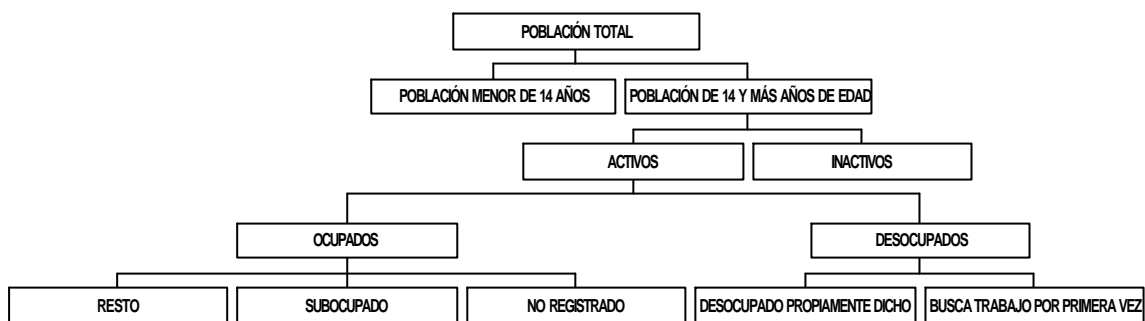 POBLACIÓN TOTAL
POBLACIÓN MENOR DE 14 AÑOS
POBLACIÓN DE 14 Y MÁS AÑOS DE EDAD
ACTIVOS
INACTIVOS
OCUPADOS
DESOCUPADOS
RESTO
SUBOCUPADO
NO REGISTRADO
DESOCUPADO PROPIAMENTE DICHO
BUSCA TRABAJO POR PRIMERA VEZ